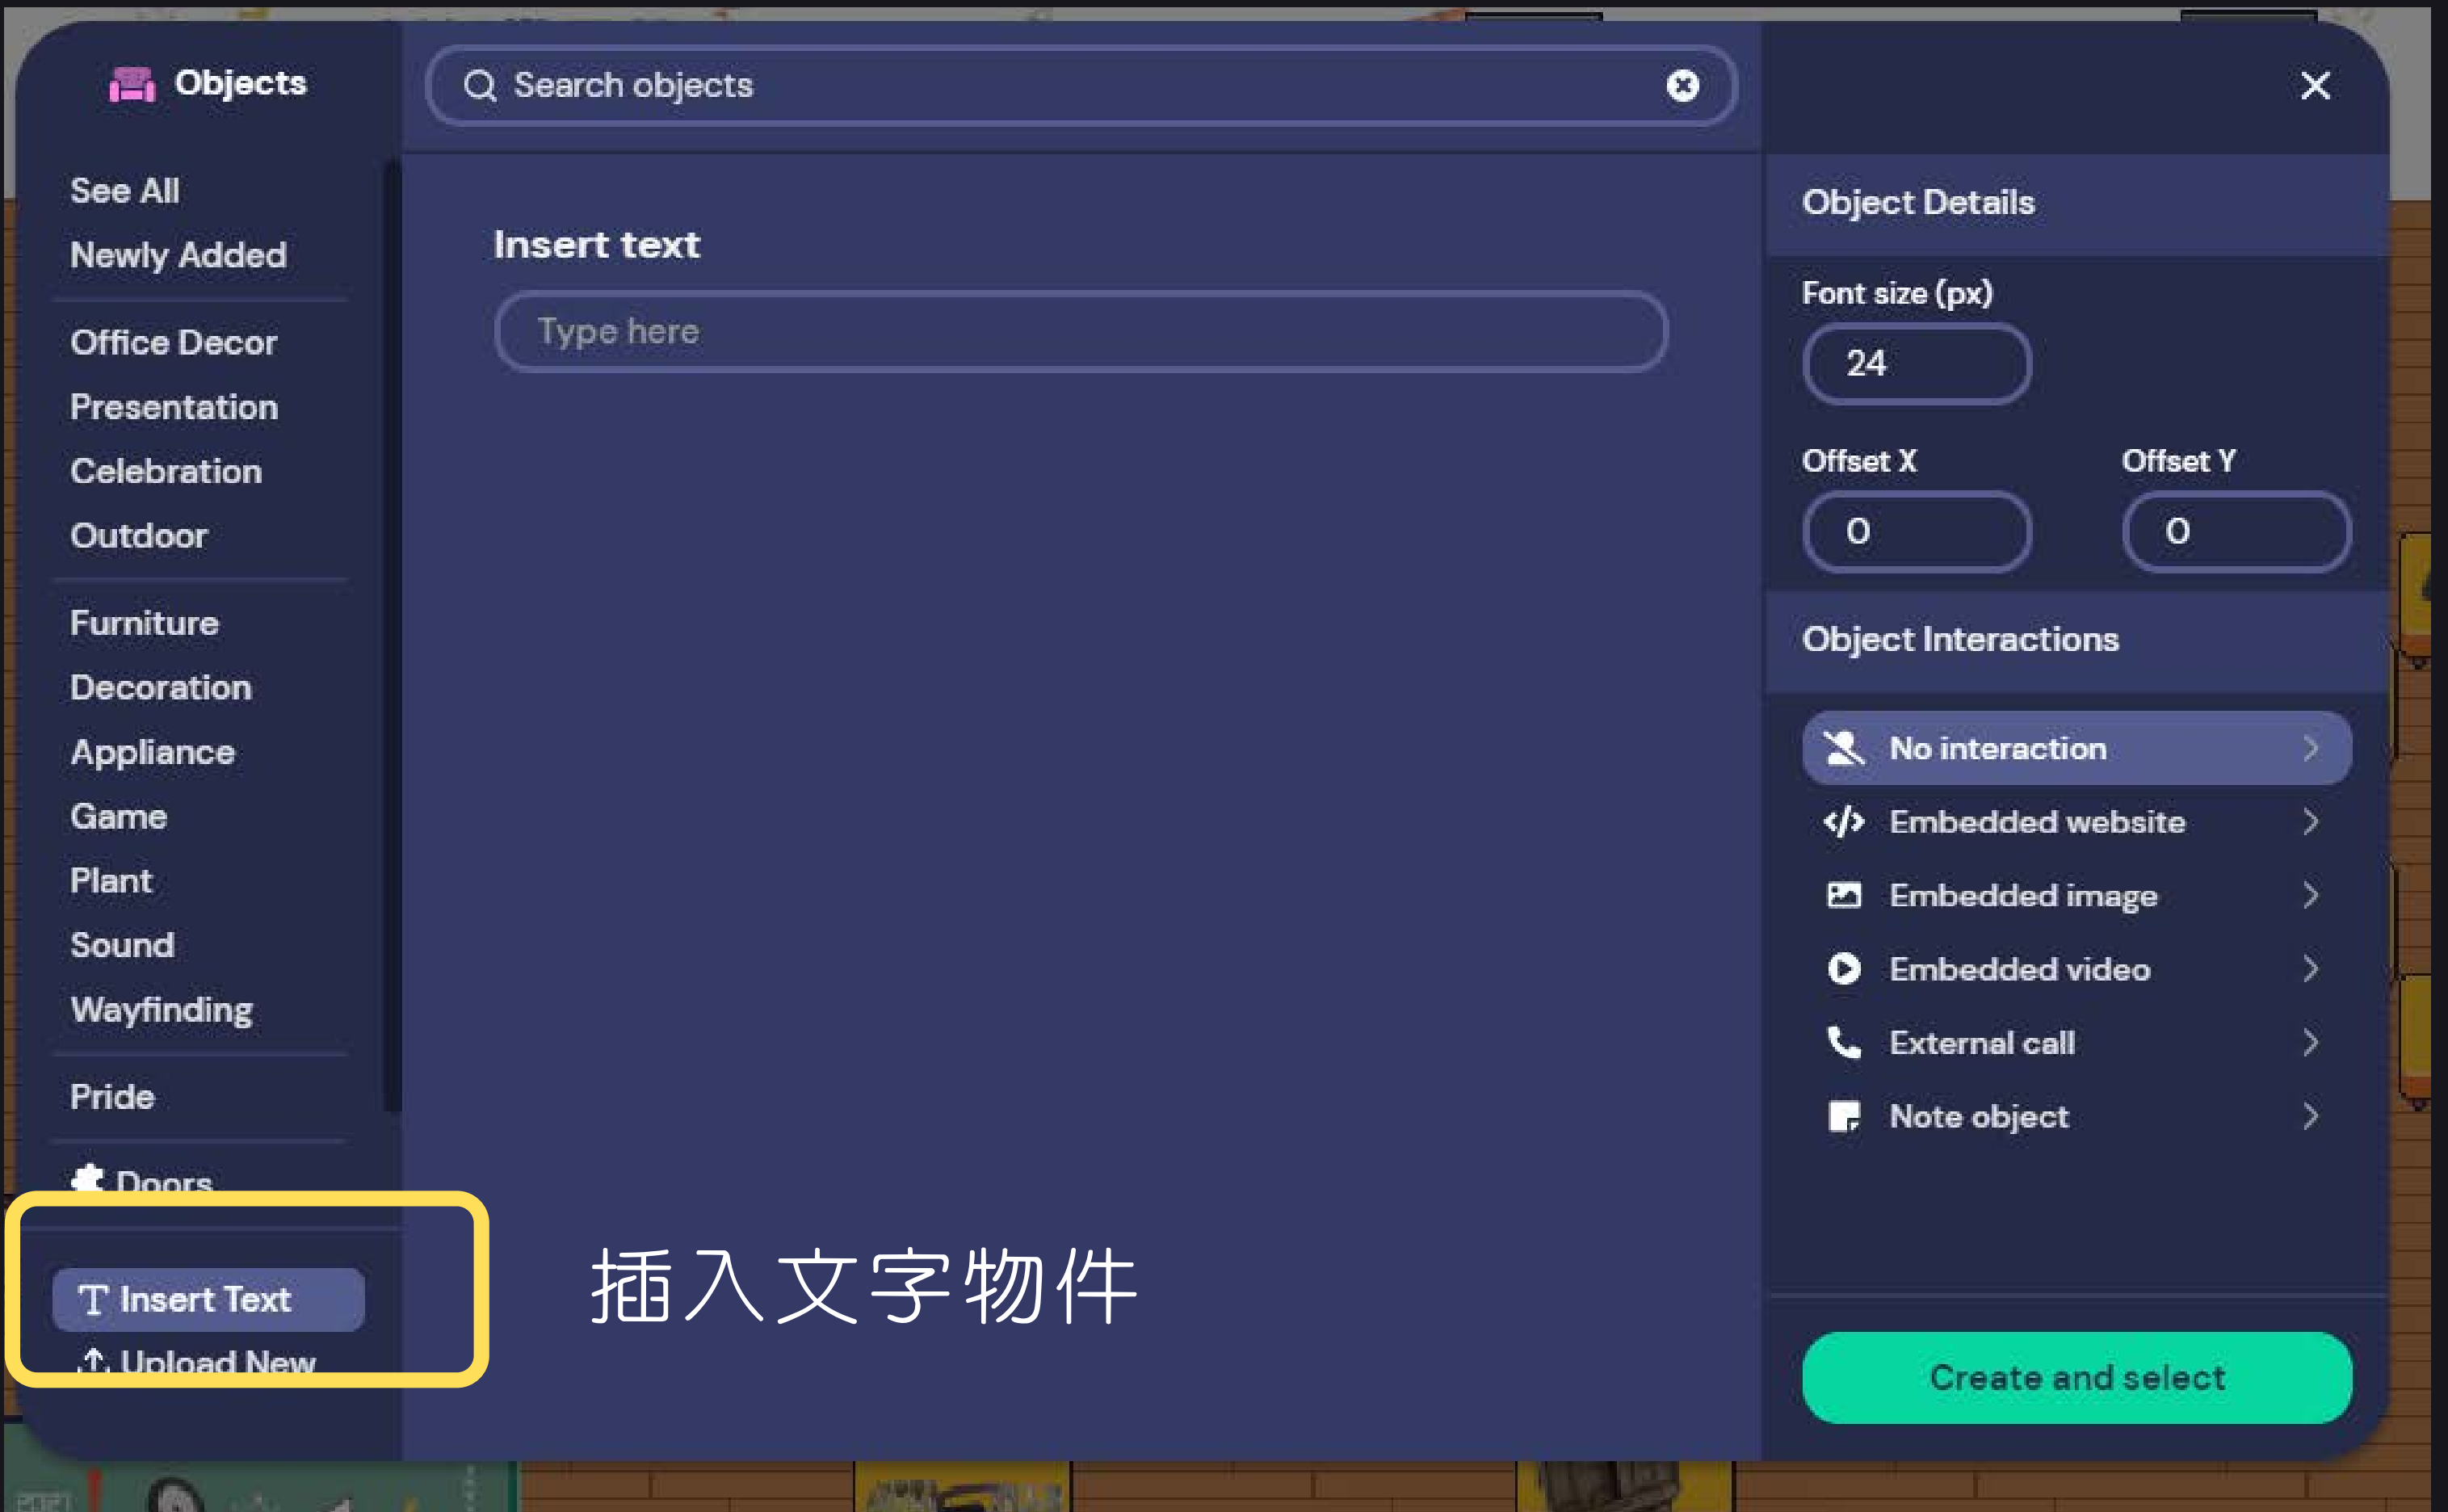 Objects
See All
Newly Added
Office Decor
Presentation
Celebration
Outdoor
Furniture
Decoration
Appliance
Game
Plant
Sound
Wayfinding
Pride
Doors
Insert Text
Upload New
Search objects
Insert text
Type here
插入文字物件
Object Details
Font size (px)
24
Offset X Offset Y
0 0
Object Interactions
No interaction
Embedded website
Embedded image
Embedded video
External call
Note object
Create and select
2021